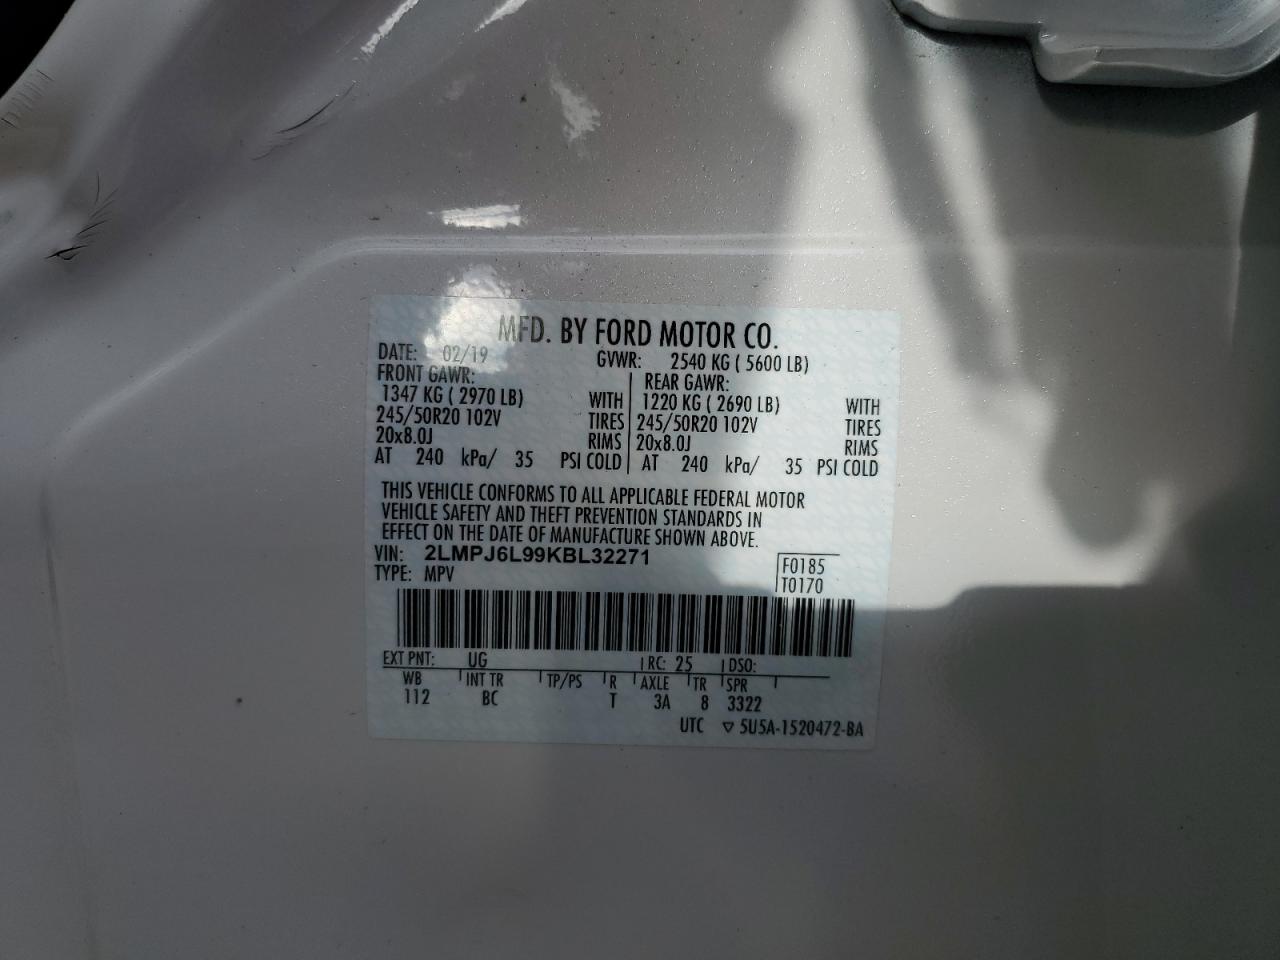 MFD. BY FORD MOTOR CO.
DATE: 02/19 GVWR: 2540 KG ( 5600 LB)
FRONT GAWR: REAR GAWR:
1347 KG ( 2970 LB) WITH 1220 KG ( 2690 LB) WITH
245/50R20 102V TIRES 245/50R20 102V TIRES
20x8.0J RIMS 20x8.0J RIMS
AT 240 kPa/ 35 PSI COLD AT 240 kPa/ 35 PSI COLD
THIS VEHICLE CONFORMS TO ALL APPLICABLE FEDERAL MOTOR
VEHICLE SAFETY AND THEFT PREVENTION STANDARDS IN
EFFECT ON THE DATE OF MANUFACTURE SHOWN ABOVE.
VIN: 2LMPJ6L99KBL32271 F0185
TYPE: MPV T0170
EXT PNT: UG RC: 25 DSO:
WB INT TR TP/PS R AXLE TR SPR
112 BC T 3A 8 3322
UTC ▽ 5U5A-1520472-BA